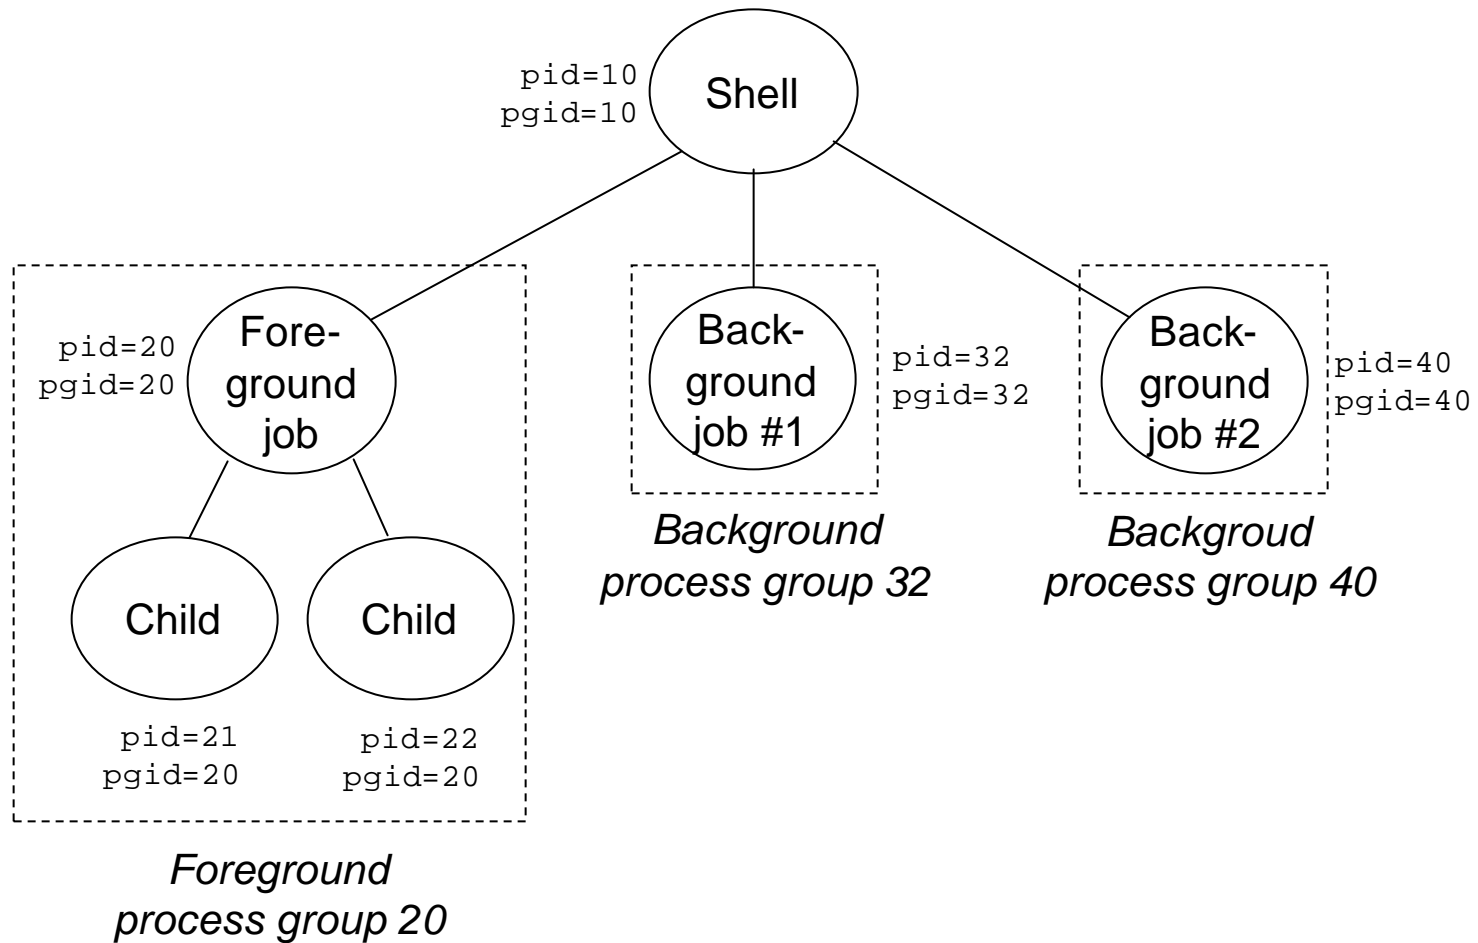 pid=10
pgid=10
Shell
pid=20
pgid=20
Fore-
ground
job
Back-
ground
job #1
pid=32
pgid=32
Back-
ground
job #2
pid=40
pgid=40
Background
process group 32
Backgroud
process group 40
Child
Child
pid=21
pgid=20
pid=22
pgid=20
Foreground
process group 20